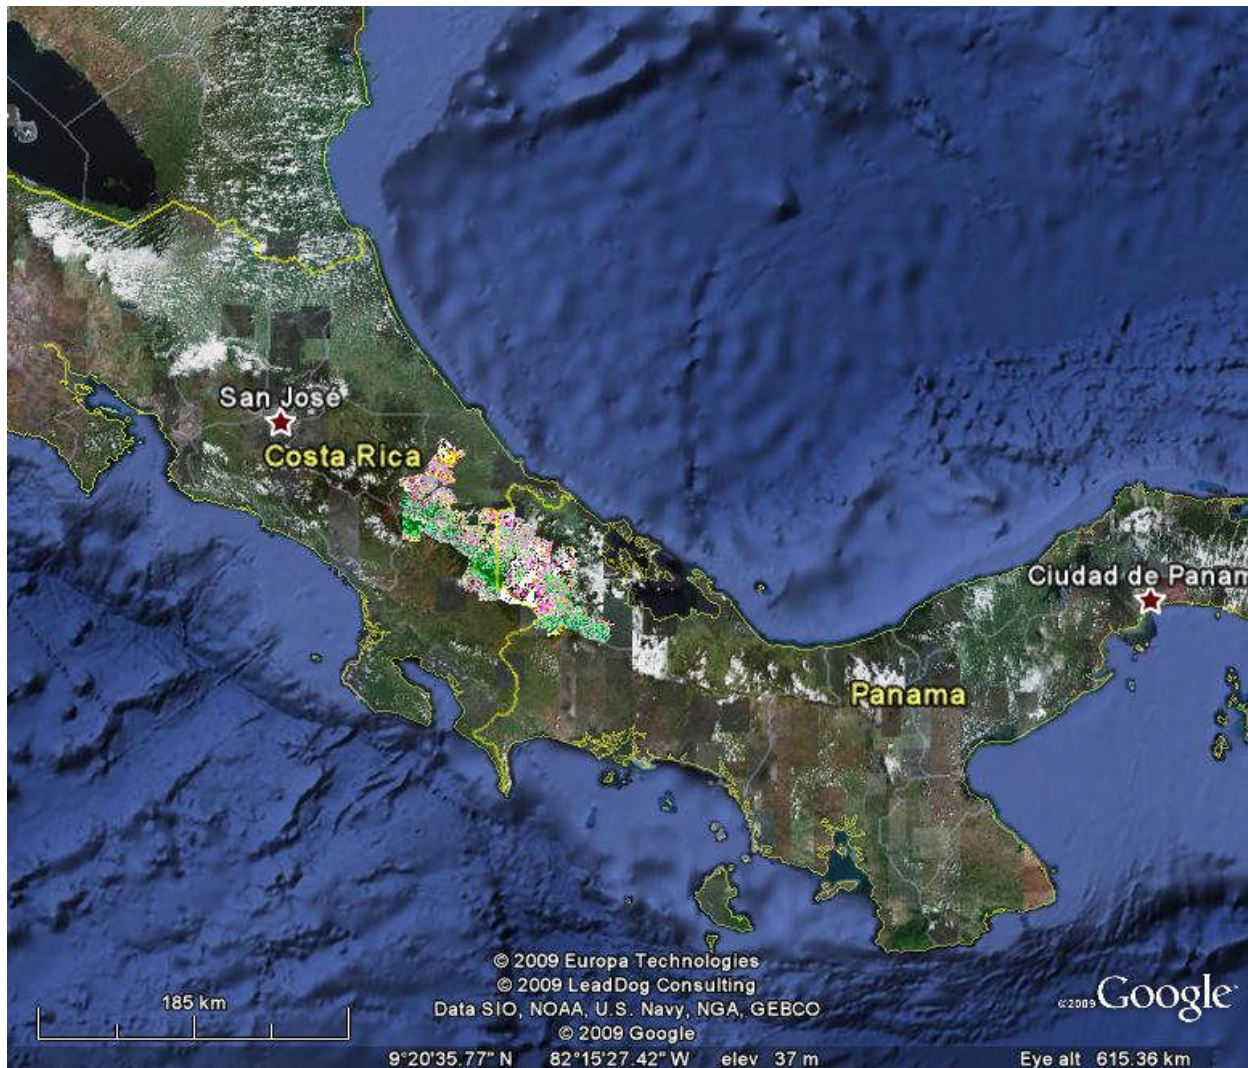 San José
Costa Rica
Ciudad de Panam
Panama
© 2009 Europa Technologies
© 2009 LeadDog Consulting
Data SIO, NOAA, U.S. Navy, NGA, GEBCO
© 2009 Google
©2009 Google
185 km
9°20'35.77" N 82°15'27.42" W elev 37 m Eye alt 615.36 km